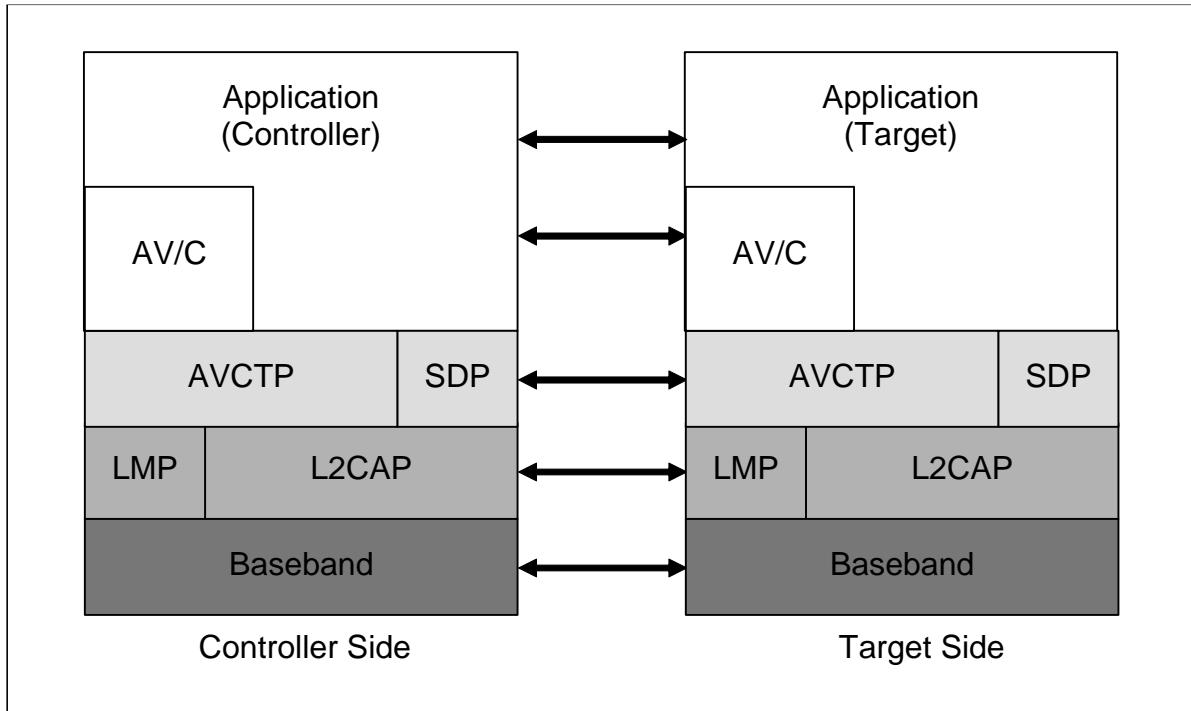 Application
(Controller)
Application
(Target)
AV/C
AV/C
AVCTP
SDP
AVCTP
SDP
LMP
L2CAP
LMP
L2CAP
Baseband
Baseband
Controller Side
Target Side